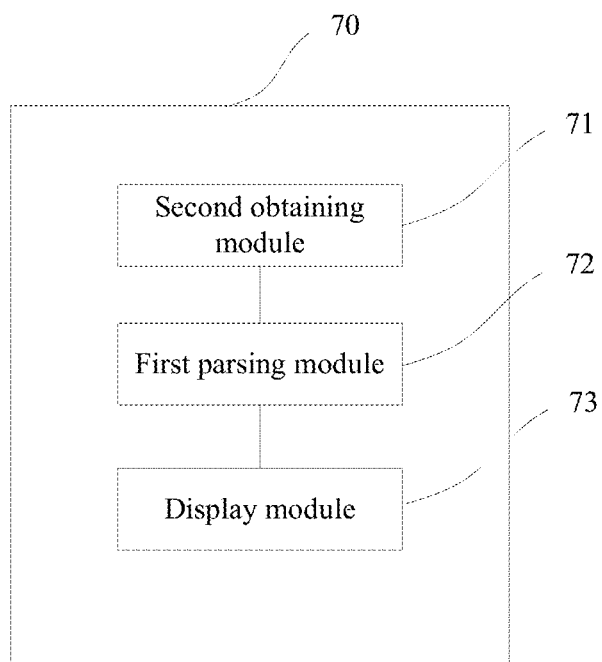 70
71
Second obtaining
module
72
First parsing module
73
Display module